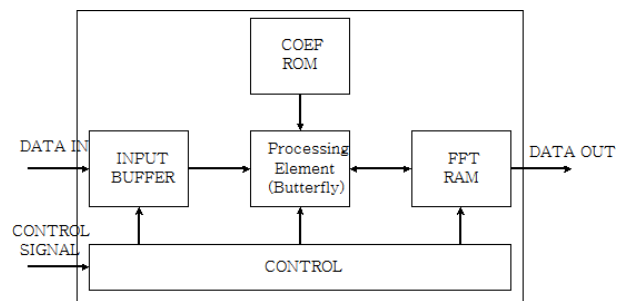 COEF
ROM
DATA IN
INPUT
BUFFER
Processing
Element
(Butterfly)
FFT
RAM
DATA OUT
CONTROL
SIGNAL
CONTROL